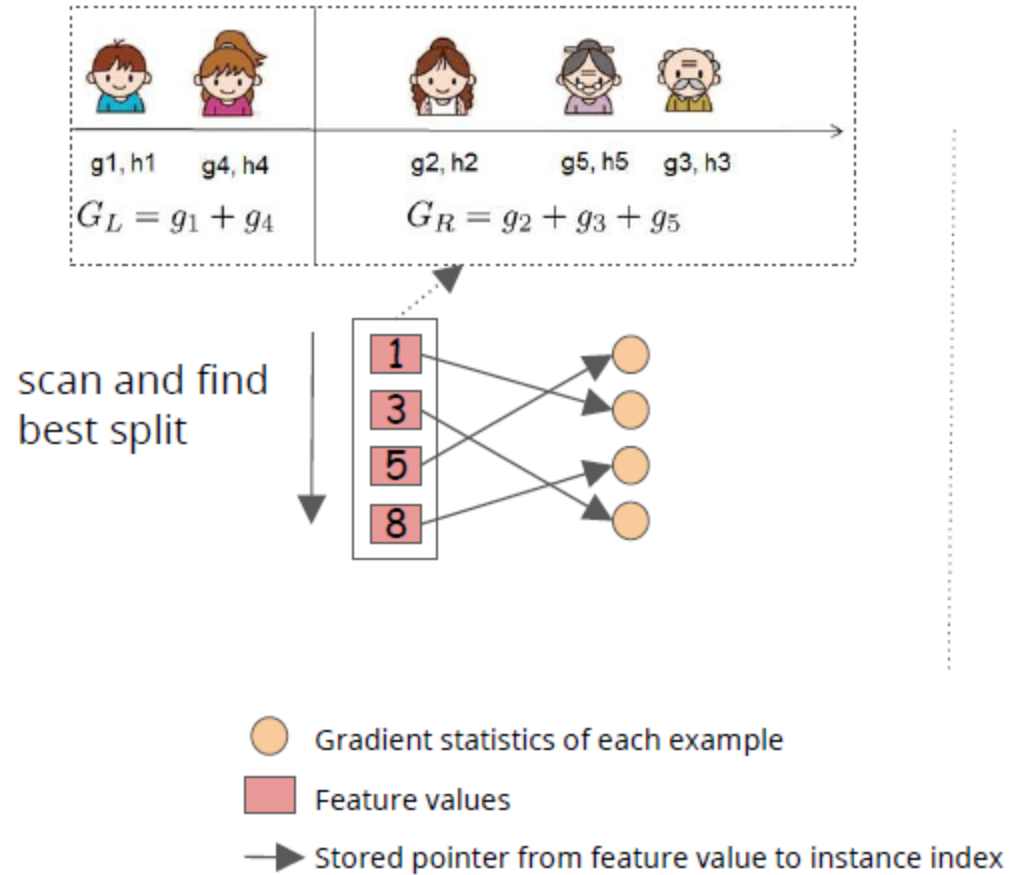 g1, h1
g4, h4
g2, h2
g5, h5
g3, h3
G_L = g_1 + g_4
G_R = g_2 + g_3 + g_5
scan and find
best split
1
3
5
8
Gradient statistics of each example
Feature values
Stored pointer from feature value to instance index